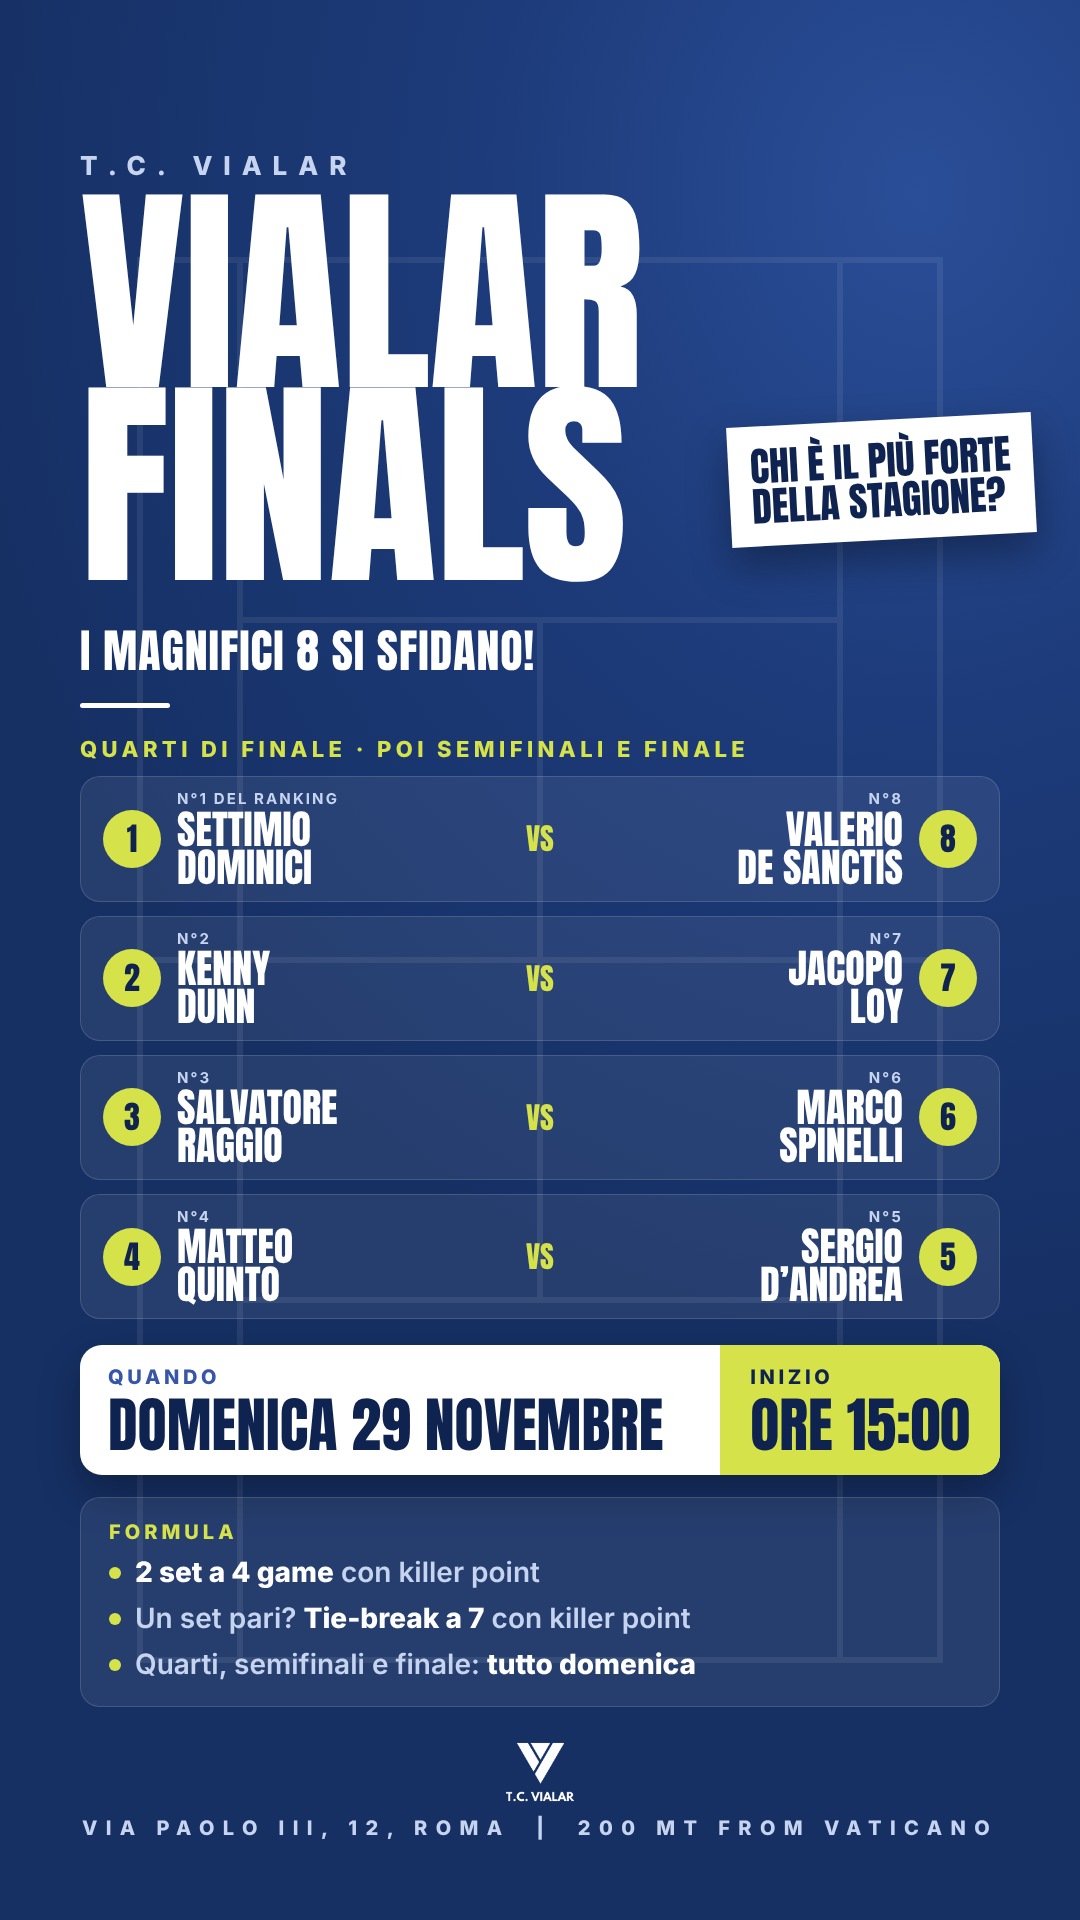 T.C. VIALAR
VIALAR
FINALS
CHI È IL PIÙ FORTE
DELLA STAGIONE?
I MAGNIFICI 8 SI SFIDANO!
QUARTI DI FINALE · POI SEMIFINALI E FINALE
N°1 DEL RANKING
1
SETTIMIO
DOMINICI
VS
N°8
VALERIO
DE SANCTIS
8
N°2
2
KENNY
DUNN
VS
N°7
JACOPO
LOY
7
N°3
3
SALVATORE
RAGGIO
VS
N°6
MARCO
SPINELLI
6
N°4
4
MATTEO
QUINTO
VS
N°5
SERGIO
D’ANDREA
5
QUANDO
DOMENICA 29 NOVEMBRE
INIZIO
ORE 15:00
FORMULA
2 set a 4 game con killer point
Un set pari? Tie-break a 7 con killer point
Quarti, semifinali e finale: tutto domenica
T.C. VIALAR
VIA PAOLO III, 12, ROMA | 200 MT FROM VATICANO